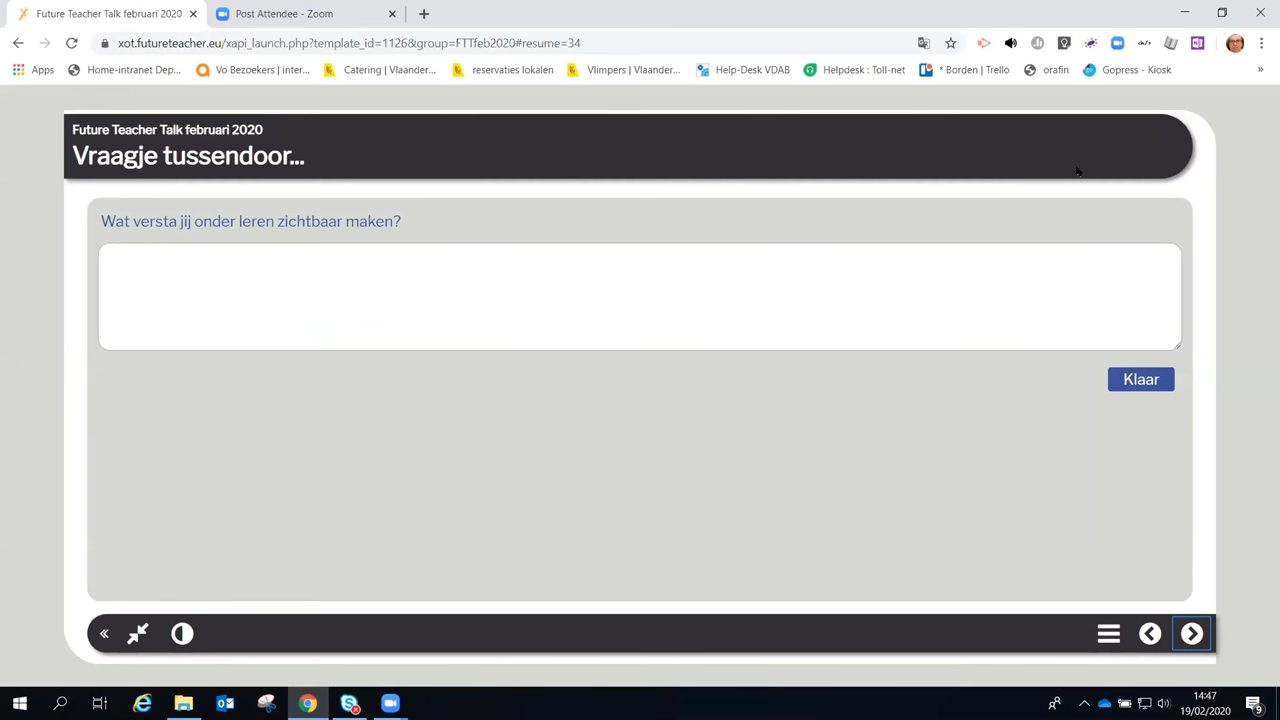 Future Teacher Talk februari 2020
Post Attendee - Zoom
xot.futureteacher.eu/xapi_launch.php?template_id=1126&group=FTTfeb2020#resume=34
Apps
Home-intranet Dep...
Vo Bezoekers | inter...
Catering | Vlaander...
reservaties lokalen
Vlimpers | Vlaander...
Help-Desk VDAB
Helpdesk : Toll-net
* Borden | Trello
orafin
Gopress - Kiosk
»
Future Teacher Talk februari 2020
Vraagje tussendoor...
Wat versta jij onder leren zichtbaar maken?
Klaar
14:47
19/02/2020
9